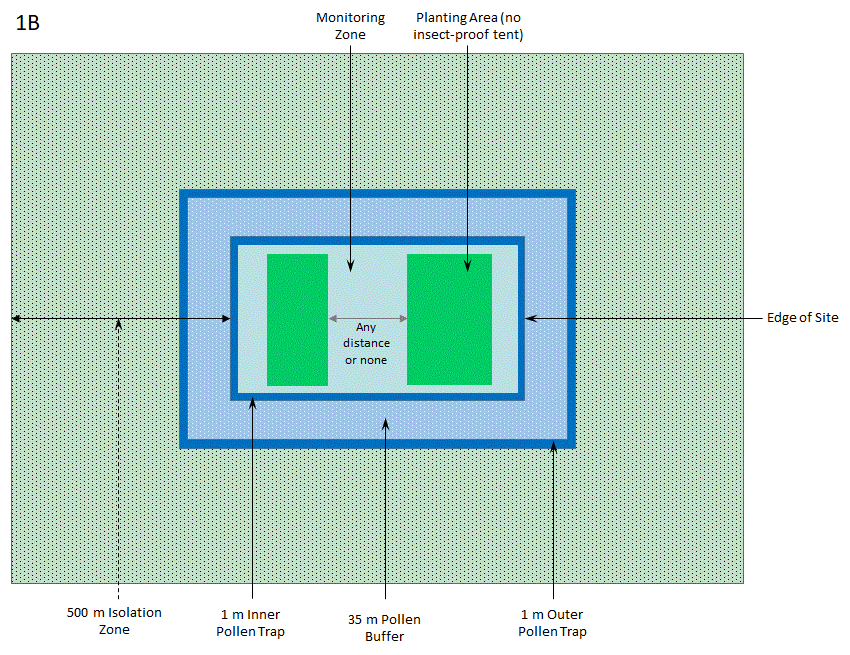 1B
Monitoring
Zone
Planting Area (no
insect-proof tent)
Any
distance
or none
Edge of Site
500 m Isolation
Zone
1 m Inner
Pollen Trap
35 m Pollen
Buffer
1 m Outer
Pollen Trap